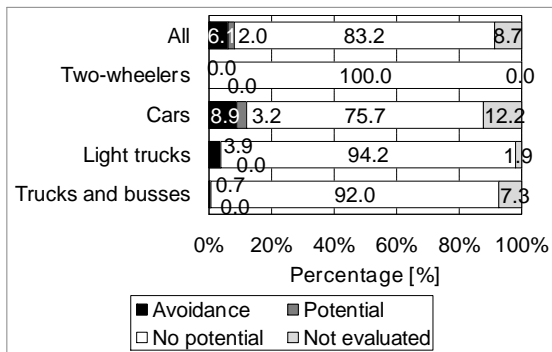 All 6.1 2.0 83.2 8.7
Two-wheelers 0.0 0.0 100.0 0.0
Cars 8.9 3.2 75.7 12.2
Light trucks 3.9 0.0 94.2 1.9
Trucks and busses 0.7 0.0 92.0 7.3
0% 20% 40% 60% 80% 100%
Percentage [%]
Avoidance Potential
No potential Not evaluated